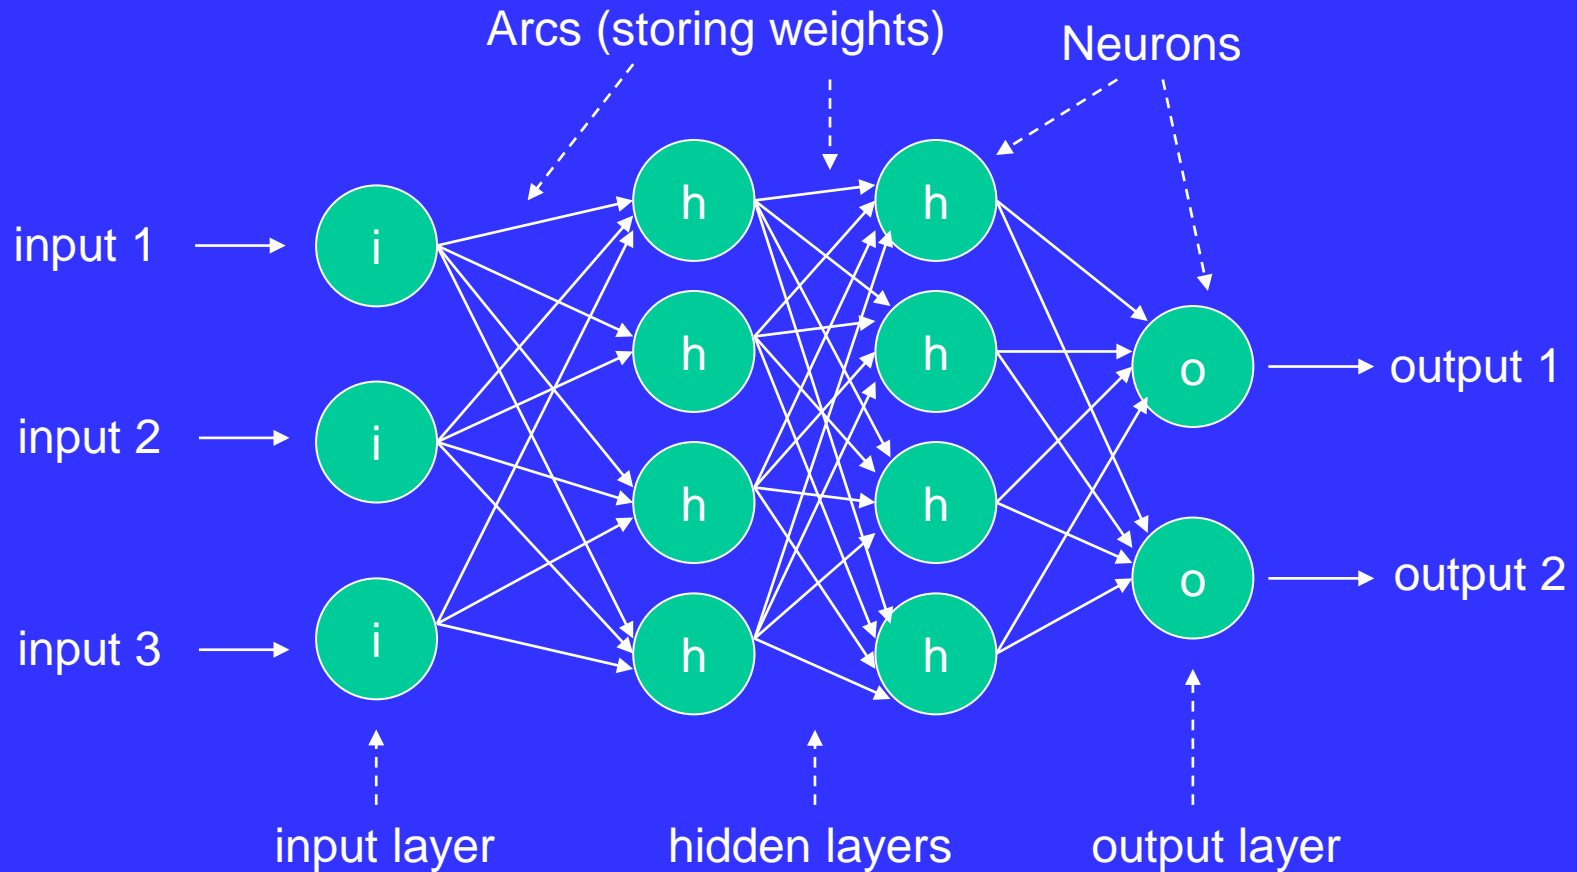 Arcs (storing weights)
Neurons
input 1
i
h
h
h
h
o
output 1
input 2
i
h
h
o
output 2
input 3
i
h
h
input layer
hidden layers
output layer